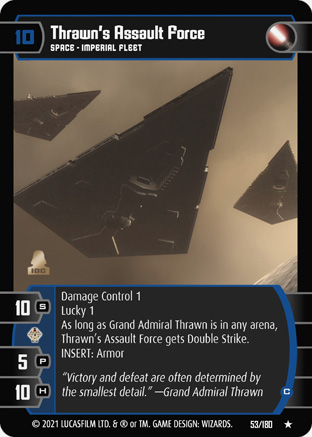 10 Thrawn's Assault Force
SPACE - IMPERIAL FLEET
IDC
10 S
5 P
10 H
Damage Control 1
Lucky 1
As long as Grand Admiral Thrawn is in any arena,
Thrawn's Assault Force gets Double Strike.
INSERT: Armor
"Victory and defeat are often determined by
the smallest detail." —Grand Admiral Thrawn
C
© 2021 LUCASFILM LTD. & ® or TM. GAME DESIGN: WIZARDS. 53/180 ★